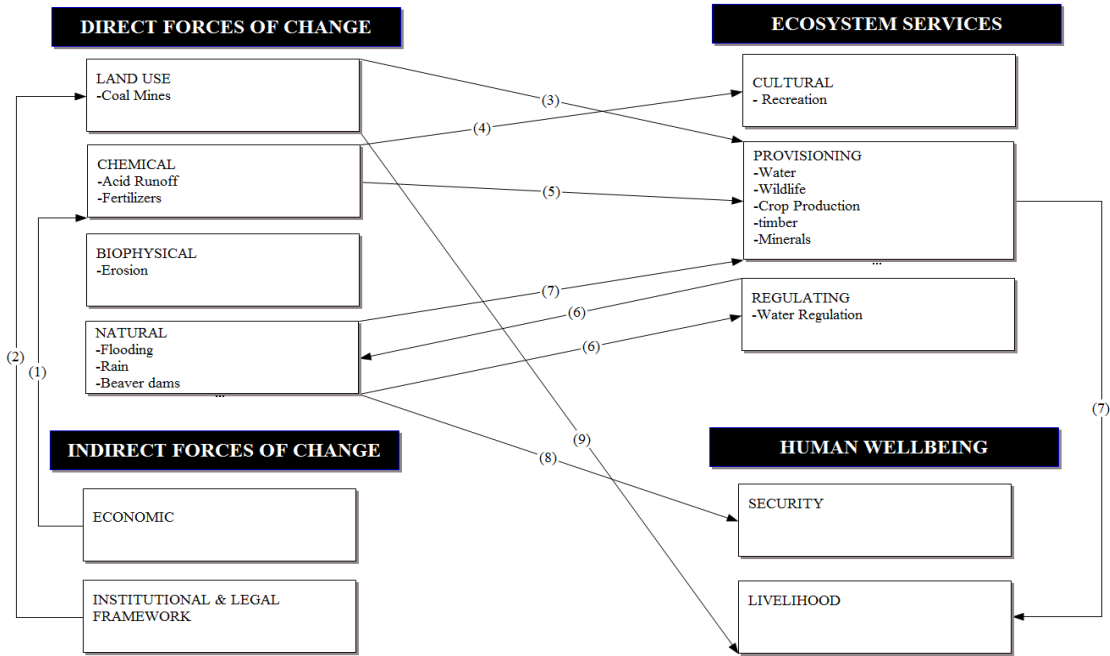 DIRECT FORCES OF CHANGE
LAND USE
-Coal Mines
CHEMICAL
-Acid Runoff
-Fertilizers
BIOPHYSICAL
-Erosion
NATURAL
-Flooding
-Rain
-Beaver dams
...
INDIRECT FORCES OF CHANGE
ECONOMIC
INSTITUTIONAL & LEGAL
FRAMEWORK
(2)
(1)
(3)
(4)
(5)
(7)
(6)
(6)
(9)
(8)
ECOSYSTEM SERVICES
CULTURAL
- Recreation
PROVISIONING
-Water
-Wildlife
-Crop Production
-timber
-Minerals
...
REGULATING
-Water Regulation
(7)
HUMAN WELLBEING
SECURITY
LIVELIHOOD